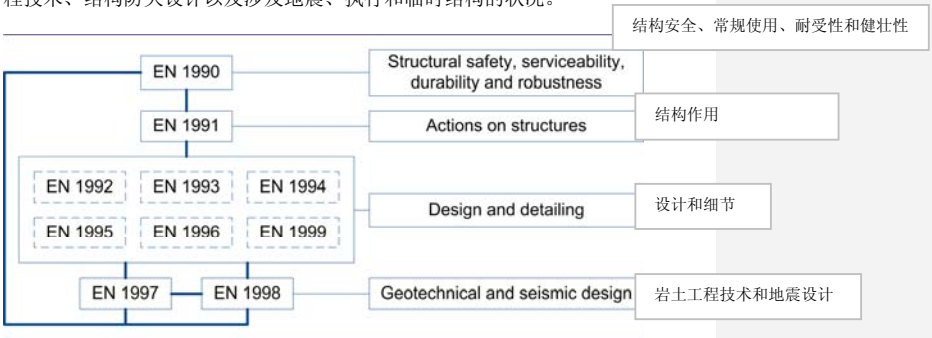 程技术、结构防火设计以及涉及地震、执行和临时结构的状况。
结构安全、常规使用、耐受性和健壮性
EN 1990
Structural safety, serviceability,
durability and robustness
EN 1991
Actions on structures
结构作用
EN 1992
EN 1993
EN 1994
EN 1995
EN 1996
EN 1999
Design and detailing
设计和细节
EN 1997
EN 1998
Geotechnical and seismic design
岩土工程技术和地震设计